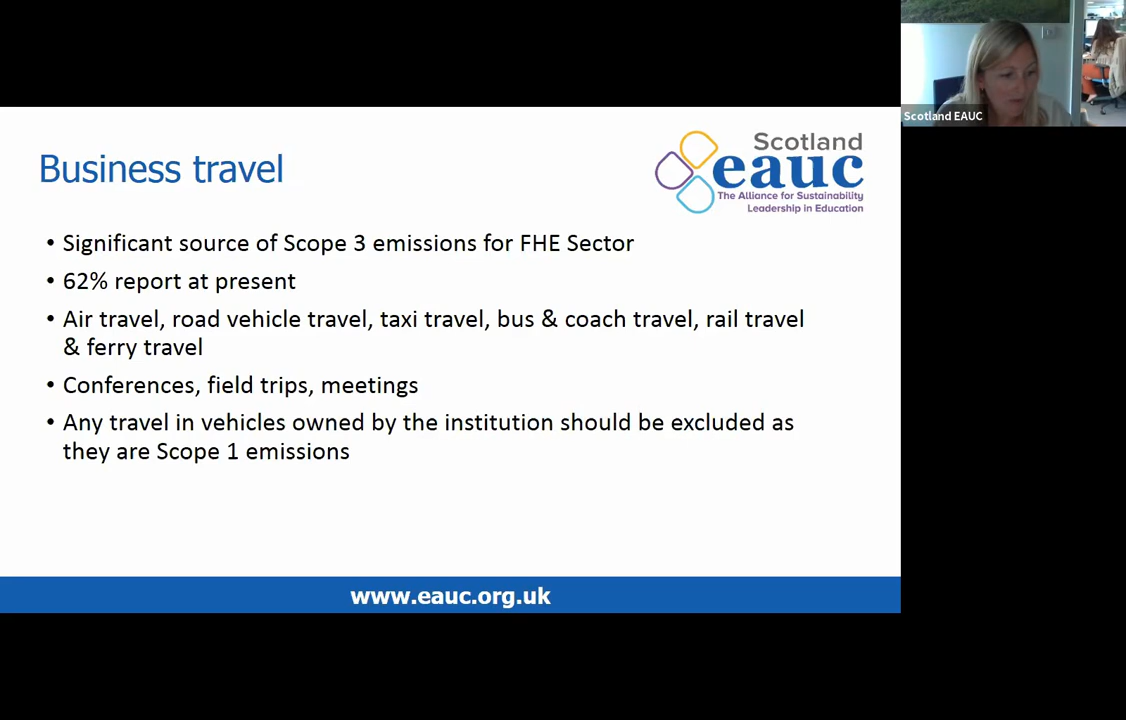 Scotland EAUC
Business travel
Scotland
eauc
The Alliance for Sustainability
Leadership in Education
• Significant source of Scope 3 emissions for FHE Sector
• 62% report at present
• Air travel, road vehicle travel, taxi travel, bus & coach travel, rail travel
& ferry travel
• Conferences, field trips, meetings
• Any travel in vehicles owned by the institution should be excluded as
they are Scope 1 emissions
www.eauc.org.uk